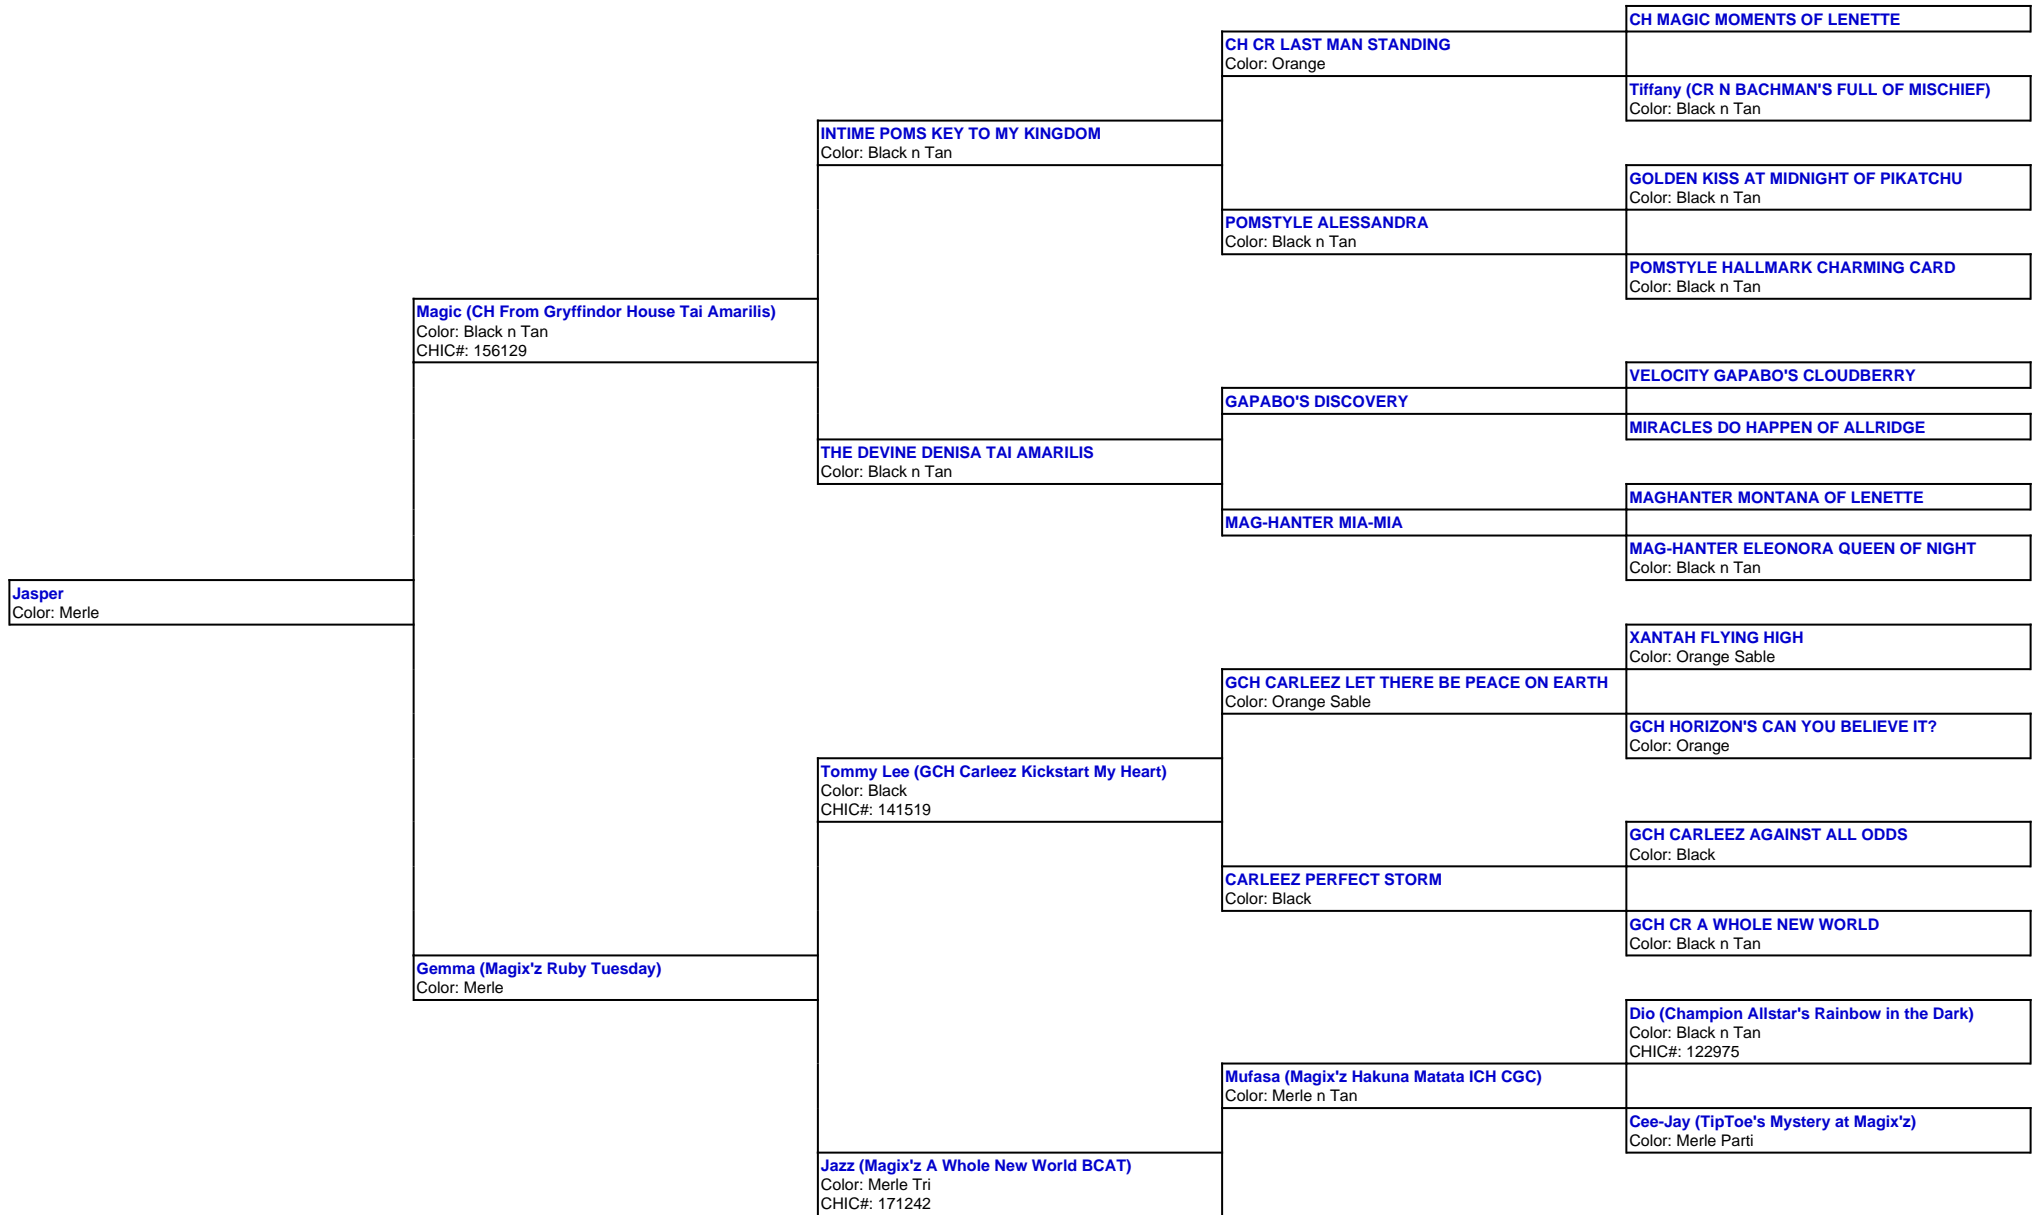 CH MAGIC MOMENTS OF LENETTE
CH CR LAST MAN STANDING
Color: Orange
Tiffany (CR N BACHMAN'S FULL OF MISCHIEF)
Color: Black n Tan
INTIME POMS KEY TO MY KINGDOM
Color: Black n Tan
GOLDEN KISS AT MIDNIGHT OF PIKATCHU
Color: Black n Tan
POMSTYLE ALESSANDRA
Color: Black n Tan
POMSTYLE HALLMARK CHARMING CARD
Color: Black n Tan
Magic (CH From Gryffindor House Tai Amarilis)
Color: Black n Tan
CHIC#: 156129
VELOCITY GAPABO'S CLOUDBERRY
GAPABO'S DISCOVERY
MIRACLES DO HAPPEN OF ALLRIDGE
THE DEVINE DENISA TAI AMARILIS
Color: Black n Tan
MAGHANTER MONTANA OF LENETTE
MAG-HANTER MIA-MIA
MAG-HANTER ELEONORA QUEEN OF NIGHT
Color: Black n Tan
Jasper
Color: Merle
XANTAH FLYING HIGH
Color: Orange Sable
GCH CARLEEZ LET THERE BE PEACE ON EARTH
Color: Orange Sable
GCH HORIZON'S CAN YOU BELIEVE IT?
Color: Orange
Tommy Lee (GCH Carleez Kickstart My Heart)
Color: Black
CHIC#: 141519
GCH CARLEEZ AGAINST ALL ODDS
Color: Black
CARLEEZ PERFECT STORM
Color: Black
GCH CR A WHOLE NEW WORLD
Color: Black n Tan
Gemma (Magix'z Ruby Tuesday)
Color: Merle
Dio (Champion Allstar's Rainbow in the Dark)
Color: Black n Tan
CHIC#: 122975
Mufasa (Magix'z Hakuna Matata ICH CGC)
Color: Merle n Tan
Cee-Jay (TipToe's Mystery at Magix'z)
Color: Merle Parti
Jazz (Magix'z A Whole New World BCAT)
Color: Merle Tri
CHIC#: 171242